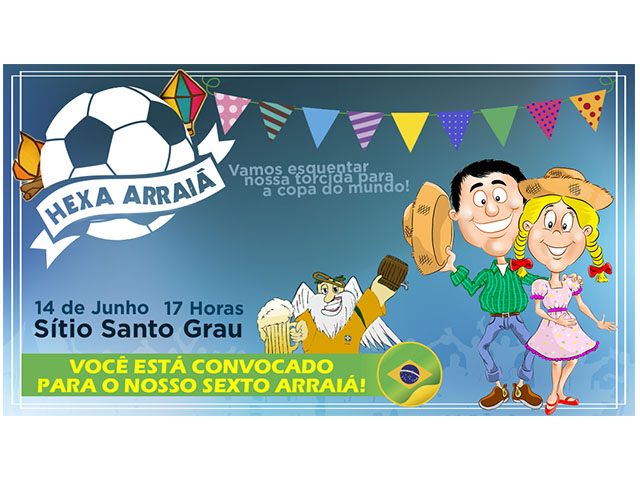 HEXA ARRAIÁ
Vamos esquentar
nossa torcida para
a copa do mundo!
14 de Junho 17 Horas
Sítio Santo Grau
VOCÊ ESTÁ CONVOCADO
PARA O NOSSO SEXTO ARRAIÁ!